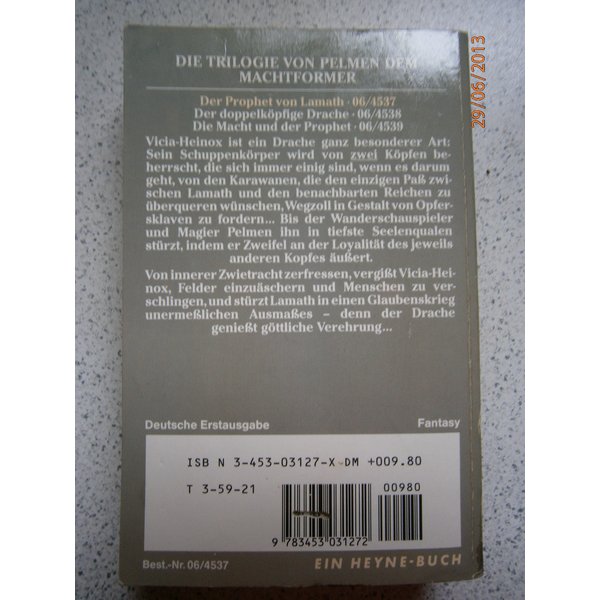 DIE TRILOGIE VON PELMEN DEM
MACHTFORMER
Der Prophet von Lamath · 06/4537
Der doppelköpfige Drache · 06/4538
Die Macht und der Prophet · 06/4539
Vicia-Heinox ist ein Drache ganz besonderer Art:
Sein Schuppenkörper wird von zwei Köpfen be-
herrscht, die sich immer einig sind, wenn es darum
geht, von den Karawanen, die den einzigen Paß zwi-
schen Lamath und den benachbarten Reichen zu
überqueren wünschen, Wegzoll in Gestalt von Opfer-
sklaven zu fordern... Bis der Wanderschauspieler
und Magier Pelmen ihn in tiefste Seelenqualen
stürzt, indem er Zweifel an der Loyalität des jeweils
anderen Kopfes äußert.
Von innerer Zwietracht zerfressen, vergißt Vicia-Hei-
nox, Felder einzuäschern und Menschen zu ver-
schlingen, und stürzt Lamath in einen Glaubenskrieg
unermeßlichen Ausmaßes – denn der Drache
genießt göttliche Verehrung...
Deutsche Erstausgabe Fantasy
ISB N 3-453-03127-X DM +009.80
T 3-59-21 00980
9 783453 031272
Best.-Nr. 06/4537 EIN HEYNE-BUCH
29/06/2013